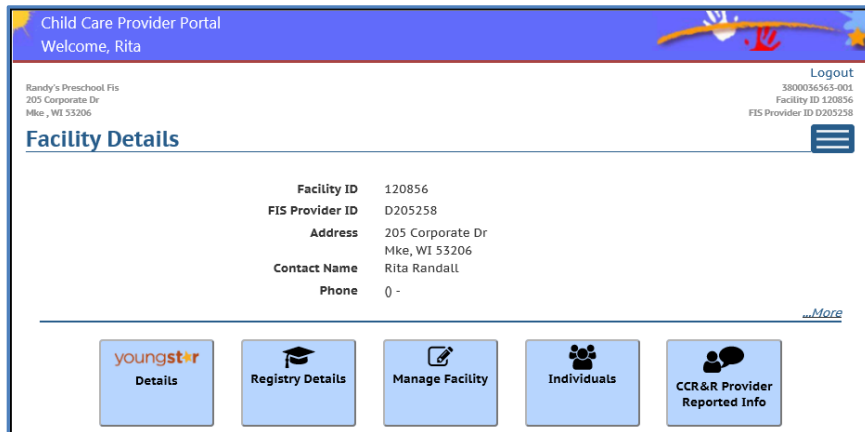 Child Care Provider Portal
Welcome, Rita
Logout
Randy's Preschool Fis
205 Corporate Dr
Mke , WI 53206
3800036563-001
Facility ID 120856
FIS Provider ID D205258
Facility Details
Facility ID 120856
FIS Provider ID D205258
Address 205 Corporate Dr
Mke, WI 53206
Contact Name Rita Randall
Phone () -
...More
youngstar
Details
Registry Details
Manage Facility
Individuals
CCR&R Provider
Reported Info